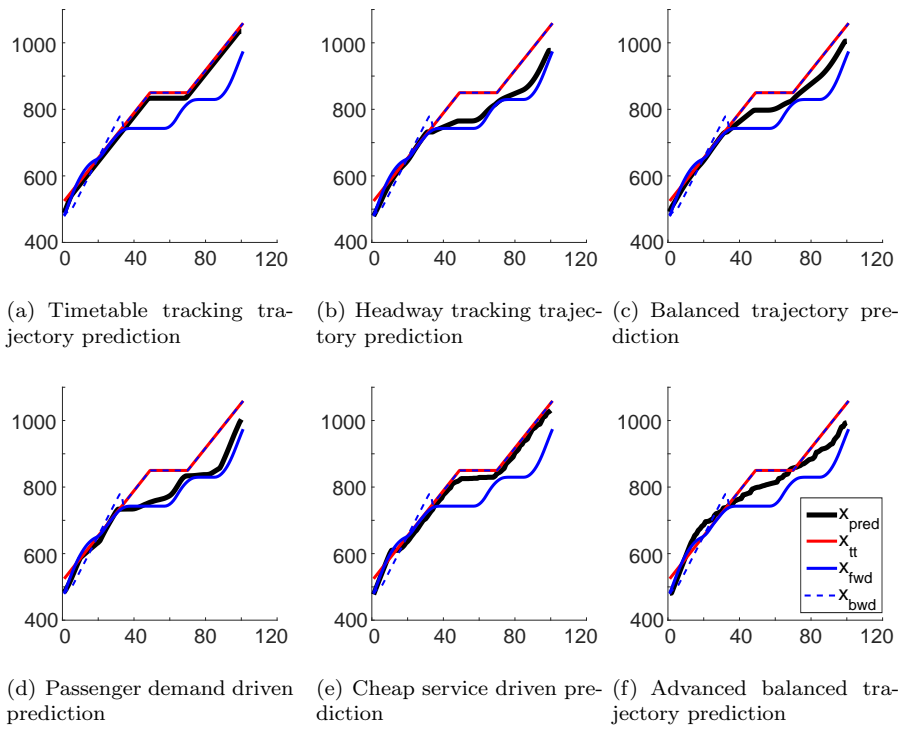 1000
800
600
400
0 40 80 120
1000
800
600
400
0 40 80 120
1000
800
600
400
0 40 80 120
(a) Timetable tracking tra-
jectory prediction
(b) Headway tracking trajec-
tory prediction
(c) Balanced trajectory pre-
diction
1000
800
600
400
0 40 80 120
1000
800
600
400
0 40 80 120
1000
800
600
400
0 40 80 120
x_pred
x_tt
x_fwd
x_bwd
(d) Passenger demand driven
prediction
(e) Cheap service driven pre-
diction
(f) Advanced balanced tra-
jectory prediction